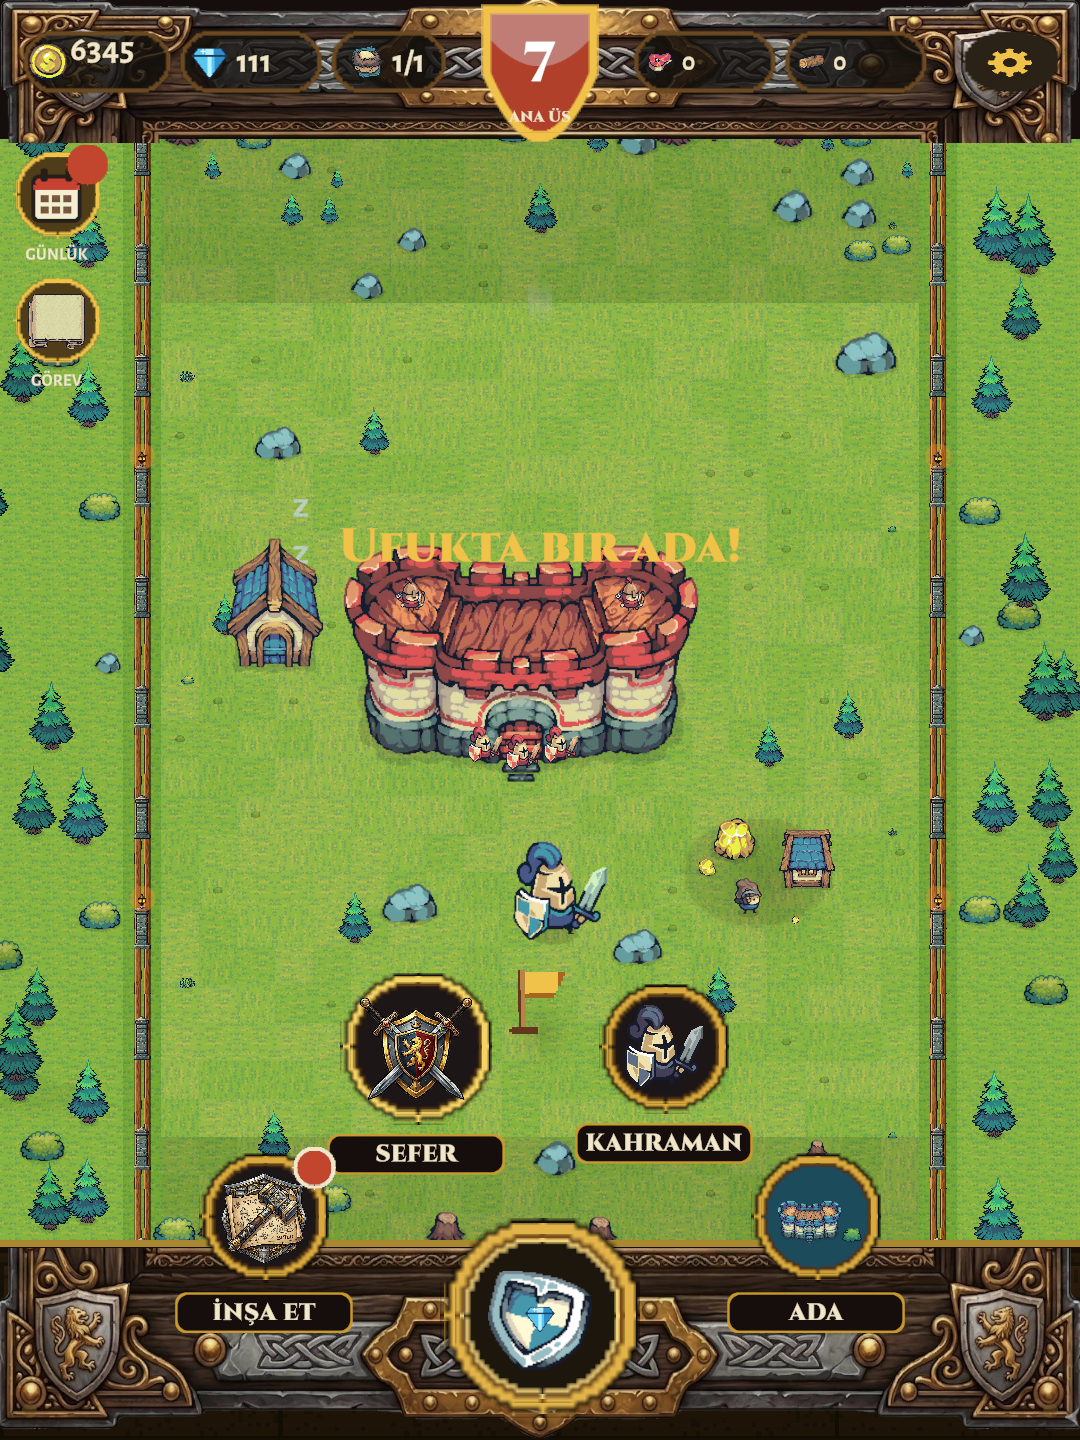 6345
111
1/1
7
ANA ÜS
0
0
GÜNLÜK
GÖREV
Z
Z
UFUKTA BIR ADA!
SEFER
KAHRAMAN
İNŞA ET
ADA